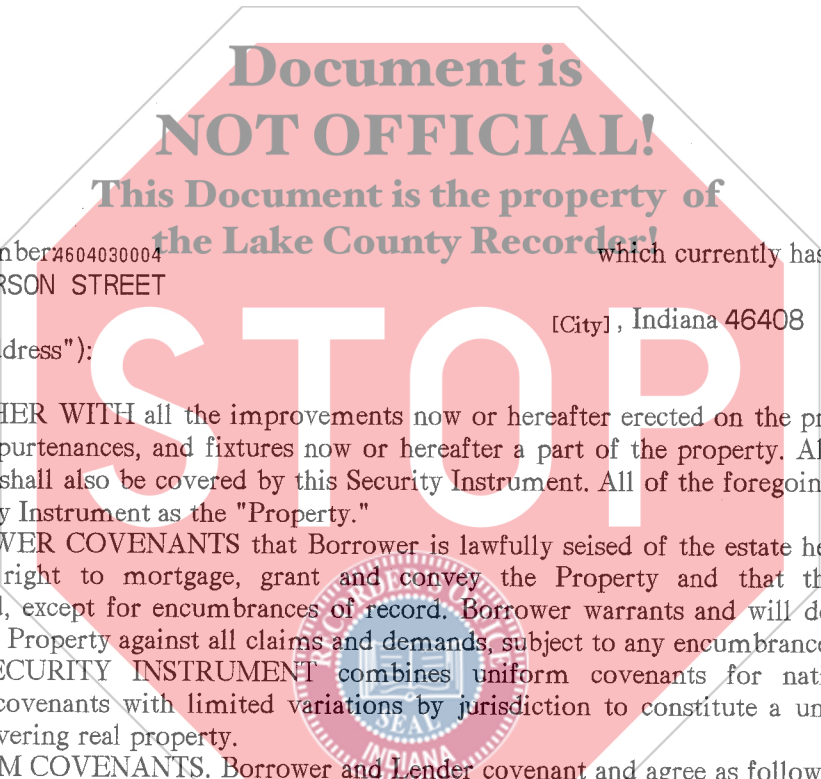 Document is
NOT OFFICIAL!
This Document is the property of
the Lake County Recorder!
mber4604030004 which currently has
RSON STREET
[City] , Indiana 46408
dress"):
STOP
HER WITH all the improvements now or hereafter erected on the pr
purtenances, and fixtures now or hereafter a part of the property. Al
shall also be covered by this Security Instrument. All of the foregoin
y Instrument as the "Property."
WER COVENANTS that Borrower is lawfully seised of the estate he
right to mortgage, grant and convey the Property and that th
d, except for encumbrances of record. Borrower warrants and will de
Property against all claims and demands, subject to any encumbrance
ECURITY INSTRUMENT combines uniform covenants for nati
covenants with limited variations by jurisdiction to constitute a un
vering real property.
M COVENANTS. Borrower and Lender covenant and agree as follow
RECORDER'S OFFICE
SEAL
INDIANA